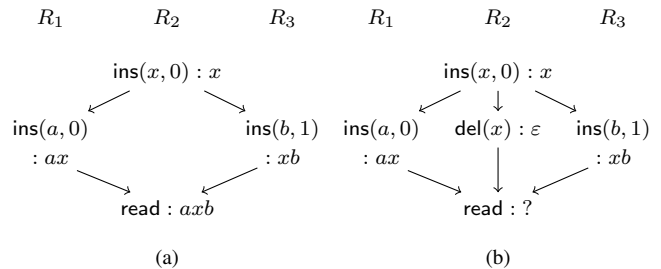 R1 R2 R3 R1 R2 R3
ins(x, 0) : x ins(x, 0) : x
ins(a, 0) ins(b, 1) ins(a, 0) del(x) : ε ins(b, 1)
: ax : xb : ax : xb
read : axb read : ?
(a) (b)